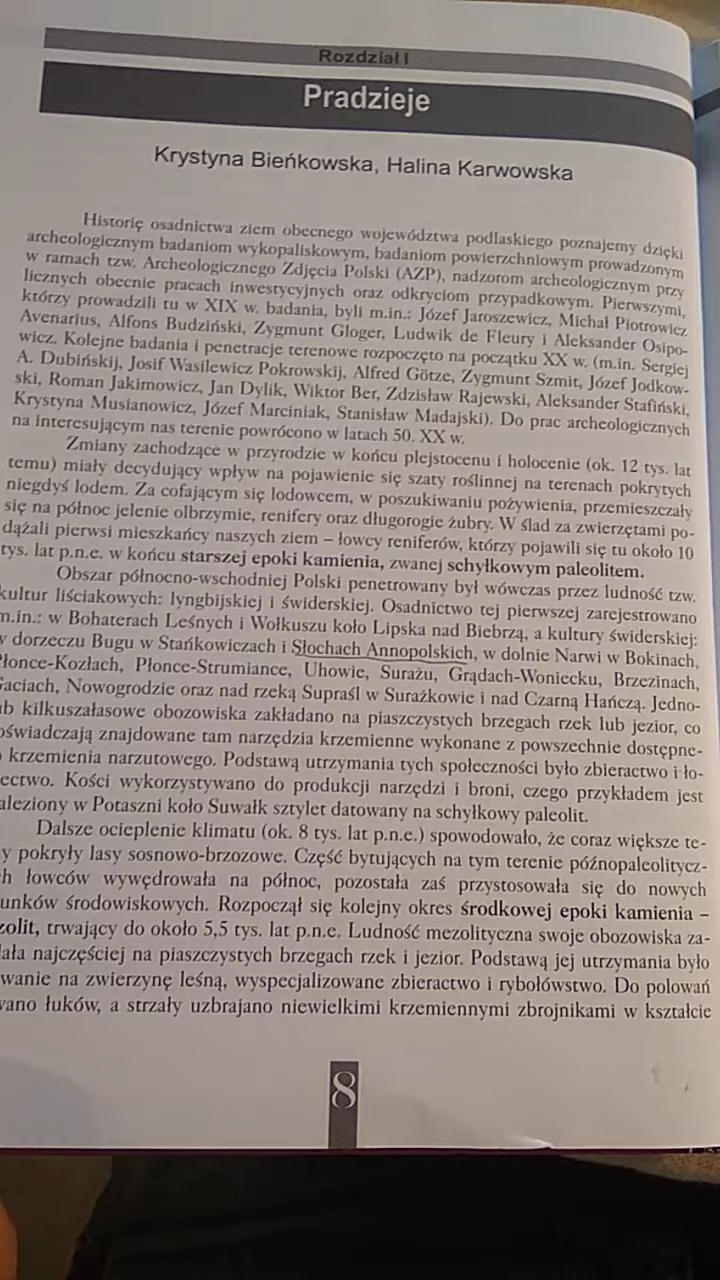 Rozdział I
Pradzieje
Krystyna Bieńkowska, Halina Karwowska
Historię osadnictwa ziem obecnego województwa podlaskiego poznajemy dzięki
archeologicznym badaniom wykopaliskowym, badaniom powierzchniowym prowadzonym
w ramach tzw. Archeologicznego Zdjęcia Polski (AZP), nadzorom archeologicznym przy
licznych obecnie pracach inwestycyjnych oraz odkryciom przypadkowym. Pierwszymi,
którzy prowadzili tu w XIX w. badania, byli m.in.: Józef Jaroszewicz, Michał Piotrowicz
Avenarius, Alfons Budziński, Zygmunt Gloger, Ludwik de Fleury i Aleksander Osipo-
wicz. Kolejne badania i penetracje terenowe rozpoczęto na początku XX w. (m.in. Sergiej
A. Dubińskij, Josif Wasilewicz Pokrowskij, Alfred Götze, Zygmunt Szmit, Józef Jodkow-
ski, Roman Jakimowicz, Jan Dylik, Wiktor Ber, Zdzisław Rajewski, Aleksander Stafiński,
Krystyna Musianowicz, Józef Marciniak, Stanisław Madajski). Do prac archeologicznych
na interesującym nas terenie powrócono w latach 50. XX w.
Zmiany zachodzące w przyrodzie w końcu plejstocenu i holocenie (ok. 12 tys. lat
temu) miały decydujący wpływ na pojawienie się szaty roślinnej na terenach pokrytych
niegdyś lodem. Za cofającym się lodowcem, w poszukiwaniu pożywienia, przemieszczały
się na północ jelenie olbrzymie, renifery oraz długorogie żubry. W ślad za zwierzętami po-
dążali pierwsi mieszkańcy naszych ziem – łowcy reniferów, którzy pojawili się tu około 10
tys. lat p.n.e. w końcu starszej epoki kamienia, zwanej schyłkowym paleolitem.
Obszar północno-wschodniej Polski penetrowany był wówczas przez ludność tzw.
kultur liściakowych: lyngbijskiej i świderskiej. Osadnictwo tej pierwszej zarejestrowano
m.in.: w Bohaterach Leśnych i Wołkuszu koło Lipska nad Biebrzą, a kultury świderskiej:
w dorzeczu Bugu w Stańkowiczach i Słochach Annopolskich, w dolnie Narwi w Bokinach,
Płonce-Kozłach, Płonce-Strumiance, Uhowie, Surażu, Grądach-Woniecku, Brzezinach,
Gaciach, Nowogrodzie oraz nad rzeką Supraśl w Surażkowie i nad Czarną Hańczą. Jedno-
ub kilkuszałasowe obozowiska zakładano na piaszczystych brzegach rzek lub jezior, co
oświadczają znajdowane tam narzędzia krzemienne wykonane z powszechnie dostępne-
o krzemienia narzutowego. Podstawą utrzymania tych społeczności było zbieractwo i ło-
ectwo. Kości wykorzystywano do produkcji narzędzi i broni, czego przykładem jest
aleziony w Potaszni koło Suwałk sztylet datowany na schyłkowy paleolit.
Dalsze ocieplenie klimatu (ok. 8 tys. lat p.n.e.) spowodowało, że coraz większe te-
y pokryły lasy sosnowo-brzozowe. Część bytujących na tym terenie późnopaleolitycz-
h łowców wywędrowała na północ, pozostała zaś przystosowała się do nowych
unków środowiskowych. Rozpoczął się kolejny okres środkowej epoki kamienia –
zolit, trwający do około 5,5 tys. lat p.n.e. Ludność mezolityczna swoje obozowiska za-
ała najczęściej na piaszczystych brzegach rzek i jezior. Podstawą jej utrzymania było
wanie na zwierzynę leśną, wyspecjalizowane zbieractwo i rybołówstwo. Do polowań
vano łuków, a strzały uzbrajano niewielkimi krzemiennymi zbrojnikami w kształcie
8